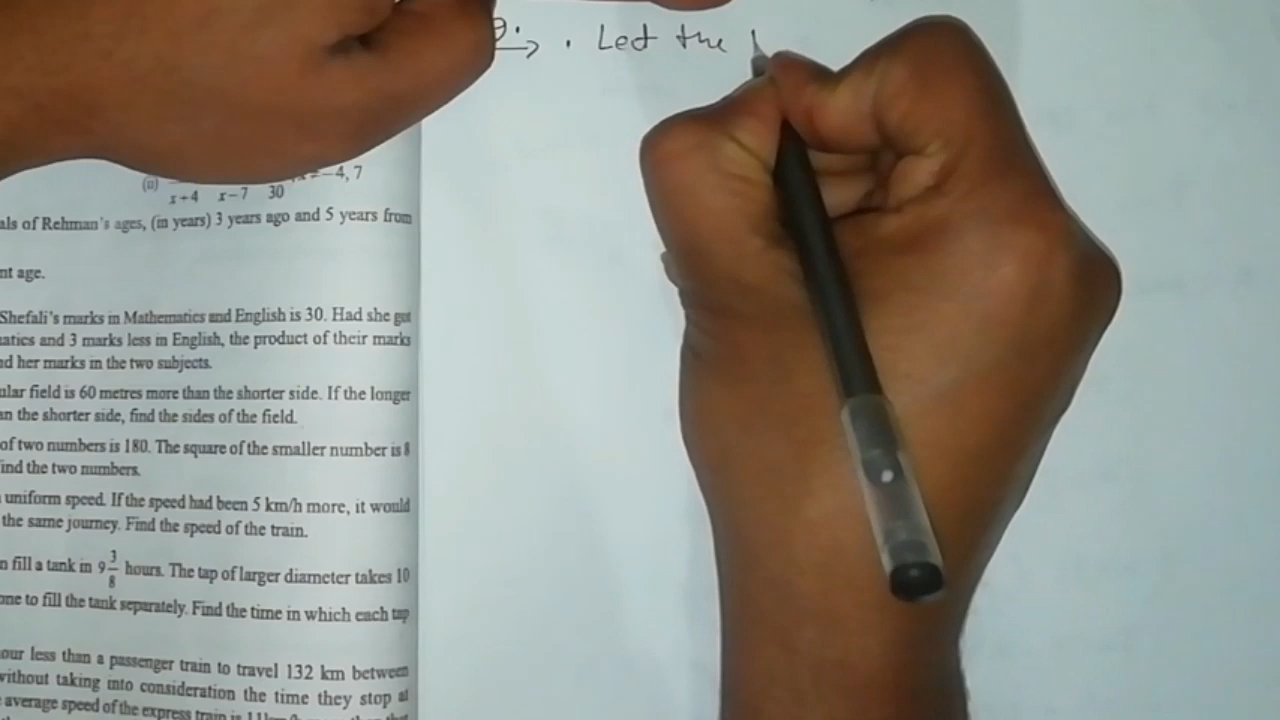 9. → . Let the
(ii) x+4 x−7 30 −4, 7
als of Rehman's ages, (in years) 3 years ago and 5 years from
nt age.
Shefali's marks in Mathematics and English is 30. Had she got
atics and 3 marks less in English, the product of their marks
nd her marks in the two subjects.
ular field is 60 metres more than the shorter side. If the longer
an the shorter side, find the sides of the field.
of two numbers is 180. The square of the smaller number is 8
ind the two numbers.
uniform speed. If the speed had been 5 km/h more, it would
the same journey. Find the speed of the train.
n fill a tank in 9 3/8 hours. The tap of larger diameter takes 10
one to fill the tank separately. Find the time in which each tap
our less than a passenger train to travel 132 km between
without taking into consideration the time they stop at
average speed of the express train is 11km/h